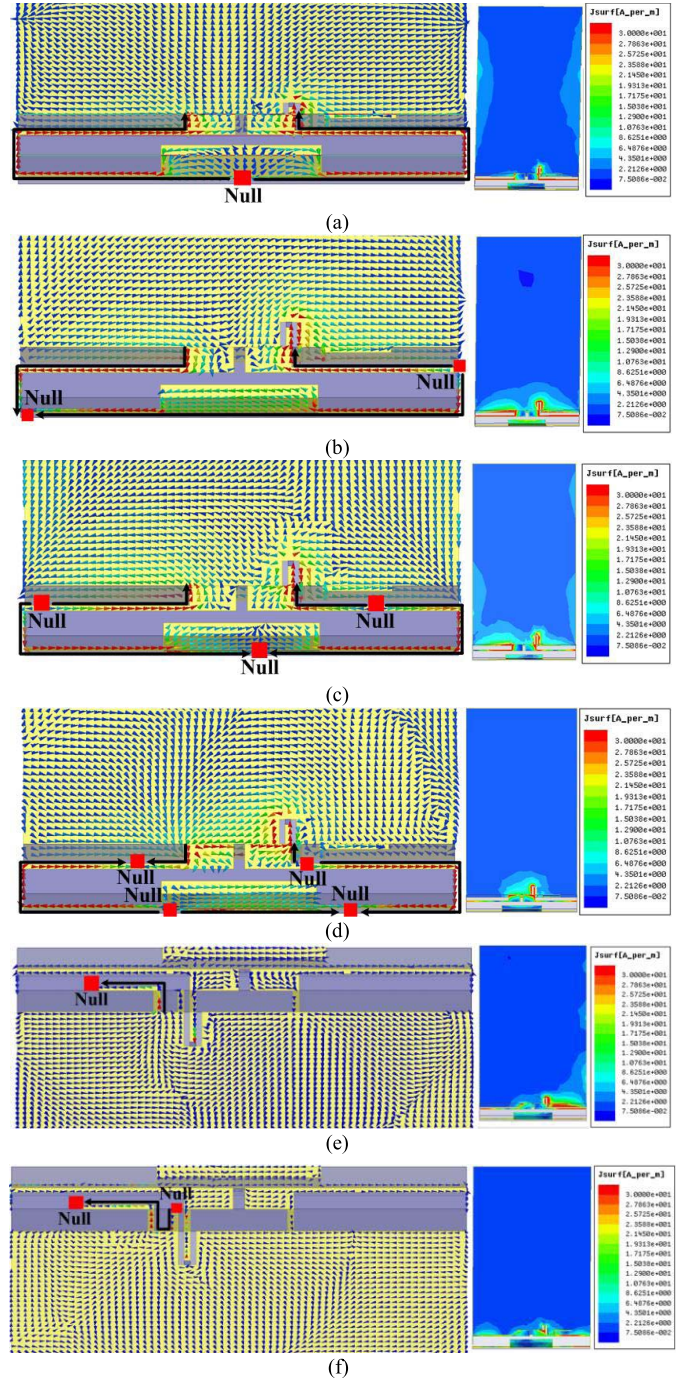 Jsurf[A_per_m]
3.0000e+001
2.7863e+001
2.5725e+001
2.3588e+001
2.1450e+001
1.9313e+001
1.7175e+001
1.5038e+001
1.2900e+001
1.0763e+001
8.6251e+000
6.4876e+000
4.3501e+000
2.2126e+000
7.5086e-002
Null
(a)
Jsurf[A_per_m]
3.0000e+001
2.7863e+001
2.5725e+001
2.3588e+001
2.1450e+001
1.9313e+001
1.7175e+001
1.5038e+001
1.2900e+001
1.0763e+001
8.6251e+000
6.4876e+000
4.3501e+000
2.2126e+000
7.5086e-002
Null
Null
(b)
Jsurf[A_per_m]
3.0000e+001
2.7863e+001
2.5725e+001
2.3588e+001
2.1450e+001
1.9313e+001
1.7175e+001
1.5038e+001
1.2900e+001
1.0763e+001
8.6251e+000
6.4876e+000
4.3501e+000
2.2126e+000
7.5086e-002
Null
Null
Null
(c)
Jsurf[A_per_m]
3.0000e+001
2.7863e+001
2.5725e+001
2.3588e+001
2.1450e+001
1.9313e+001
1.7175e+001
1.5038e+001
1.2900e+001
1.0763e+001
8.6251e+000
6.4876e+000
4.3501e+000
2.2126e+000
7.5086e-002
Null
Null
Null
Null
(d)
Jsurf[A_per_m]
3.0000e+001
2.7863e+001
2.5725e+001
2.3588e+001
2.1450e+001
1.9313e+001
1.7175e+001
1.5038e+001
1.2900e+001
1.0763e+001
8.6251e+000
6.4876e+000
4.3501e+000
2.2126e+000
7.5086e-002
Null
(e)
Jsurf[A_per_m]
3.0000e+001
2.7863e+001
2.5725e+001
2.3588e+001
2.1450e+001
1.9313e+001
1.7175e+001
1.5038e+001
1.2900e+001
1.0763e+001
8.6251e+000
6.4876e+000
4.3501e+000
2.2126e+000
7.5086e-002
Null
Null
(f)